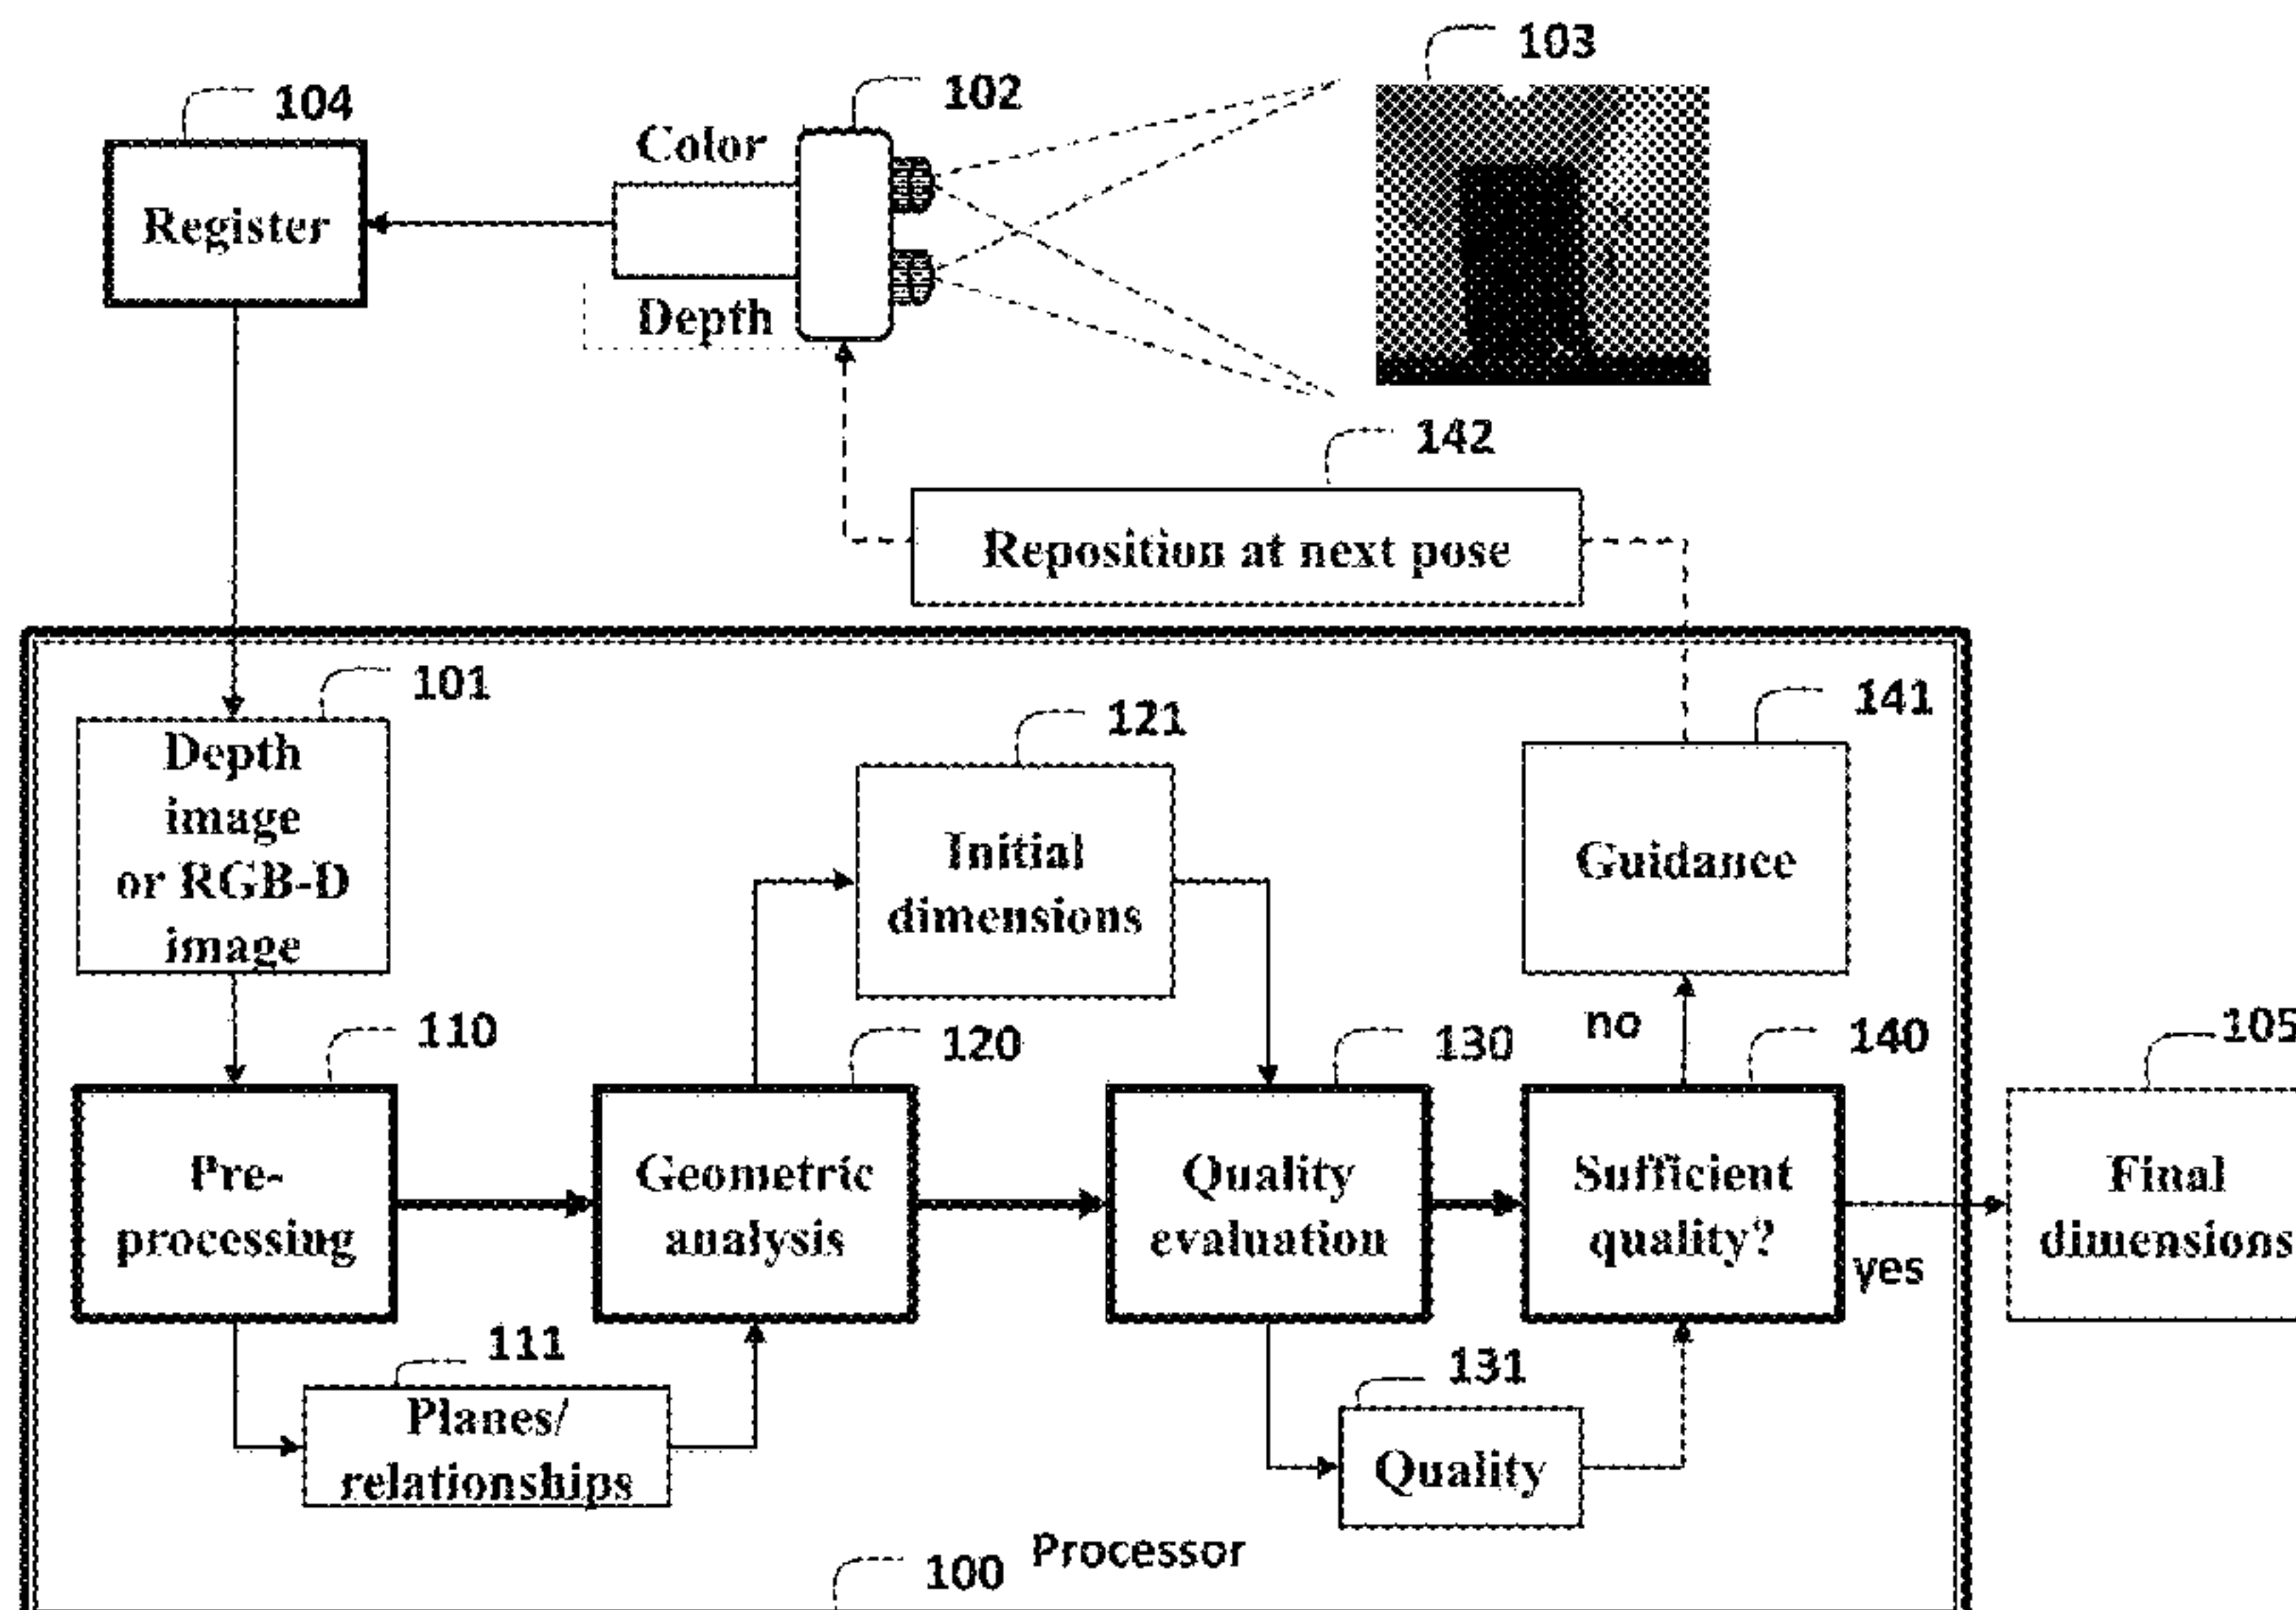 103
104
102
Color
Register
Depth
142
Reposition at next pose
101
141
121
Depth
image
or RGB-D
image
Initial
dimensions
Guidance
110
120
130
no
140
105
Pre-
processing
Geometric
analysis
Quality
evaluation
Sufficient
quality?
yes
Final
dimensions
111
131
Planes/
relationships
Quality
Processor
100